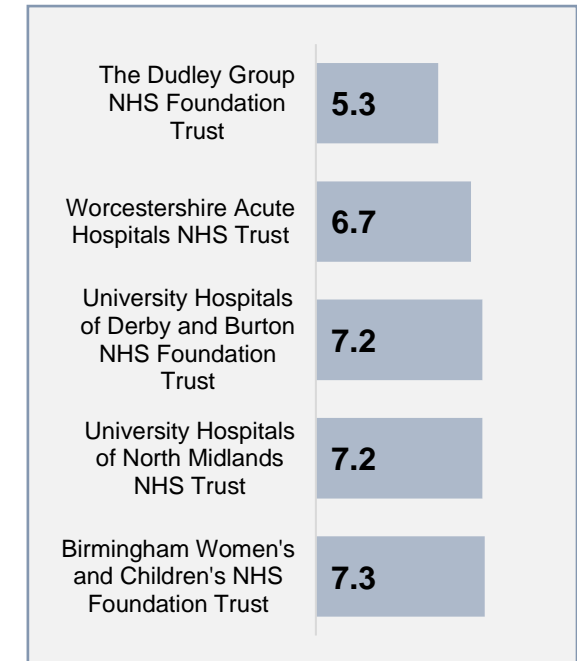 The Dudley Group
NHS Foundation
Trust
5.3
Worcestershire Acute
Hospitals NHS Trust
6.7
University Hospitals
of Derby and Burton
NHS Foundation
Trust
7.2
University Hospitals
of North Midlands
NHS Trust
7.2
Birmingham Women's
and Children's NHS
Foundation Trust
7.3